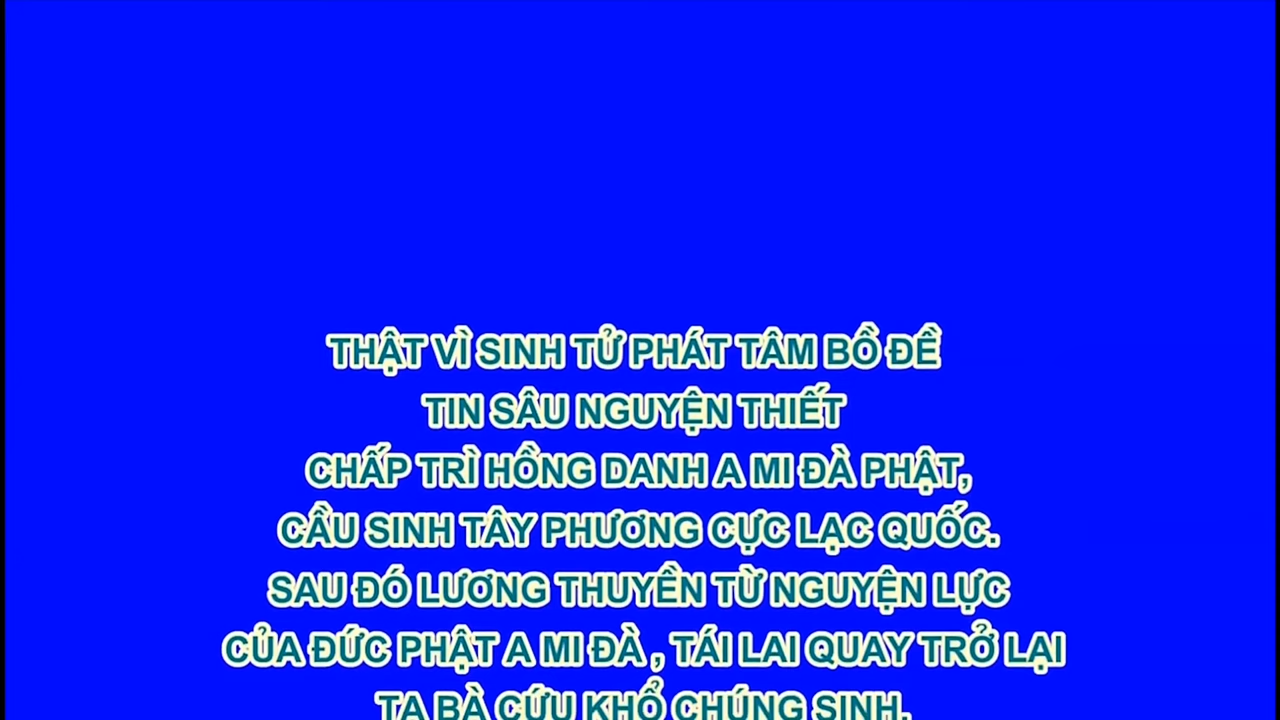 THẬT VÌ SINH TỬ PHÁT TÂM BỒ ĐỀ
TIN SÂU NGUYỆN THIẾT
CHẤP TRÌ HỒNG DANH A MI ĐÀ PHẬT,
CẦU SINH TÂY PHƯƠNG CỰC LẠC QUỐC.
SAU ĐÓ LƯƠNG THUYỀN TỪ NGUYỆN LỰC
CỦA ĐỨC PHẬT A MI ĐÀ , TÁI LAI QUAY TRỞ LẠI
TA BÀ CỨU KHỔ CHÚNG SINH.